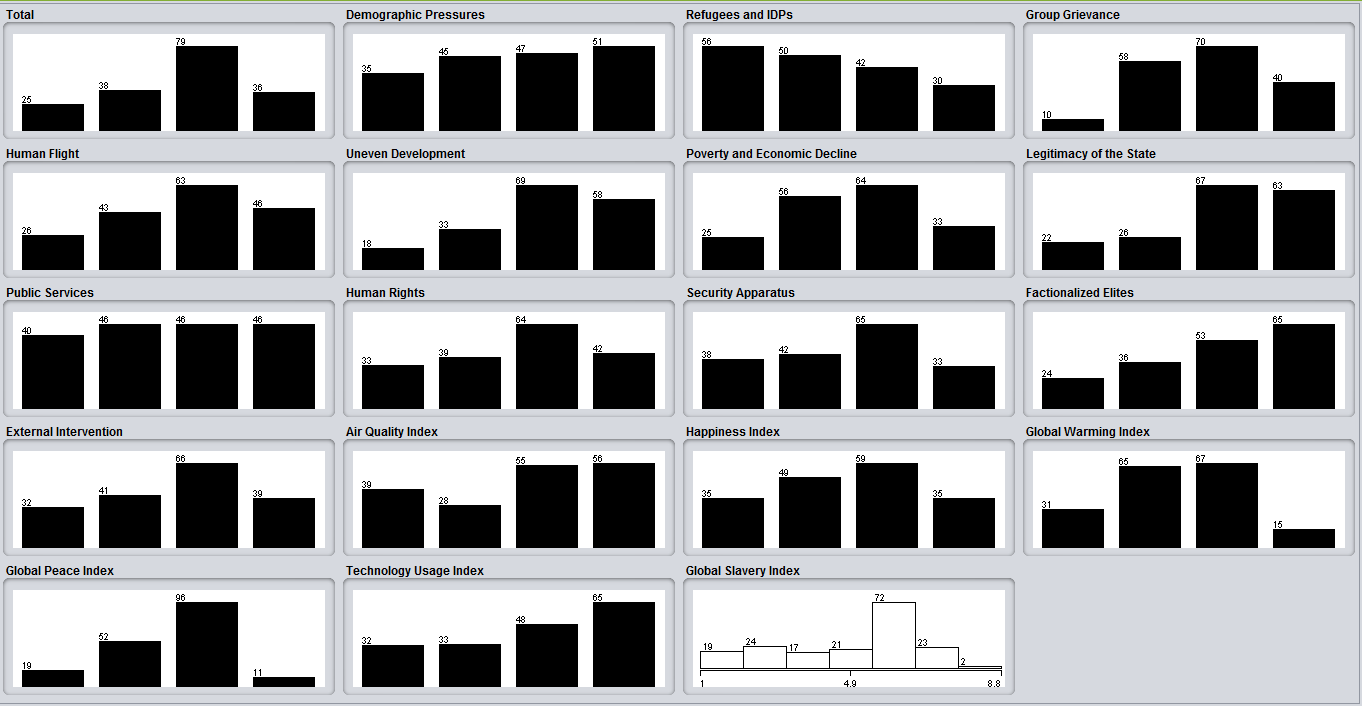 Total
25 38 79 36
Demographic Pressures
35 45 47 51
Refugees and IDPs
56 50 42 30
Group Grievance
10 58 70 40
Human Flight
26 43 63 46
Uneven Development
18 33 69 58
Poverty and Economic Decline
25 56 64 33
Legitimacy of the State
22 26 67 63
Public Services
40 46 46 46
Human Rights
33 39 64 42
Security Apparatus
38 42 65 33
Factionalized Elites
24 36 53 65
External Intervention
32 41 66 39
Air Quality Index
39 28 55 56
Happiness Index
35 49 59 35
Global Warming Index
31 65 67 15
Global Peace Index
19 52 96 11
Technology Usage Index
32 33 48 65
Global Slavery Index
19 24 17 21 72 23 2
1 4.9 8.8